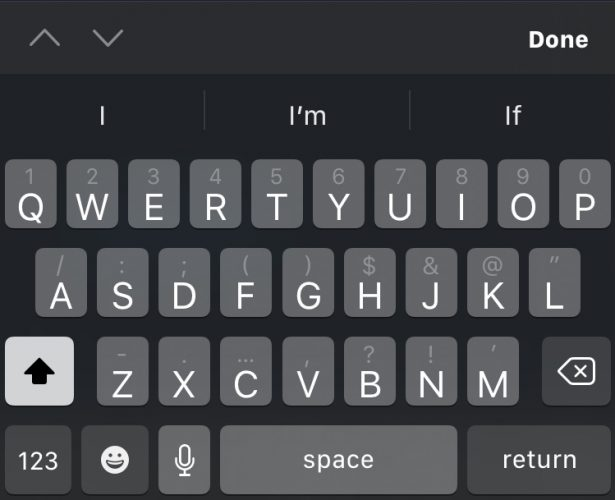 Done
I I'm If
1 2 3 4 5 6 7 8 9 0
Q W E R T Y U I O P
/ : ; ( ) $ & @ "
A S D F G H J K L
- . ... , ? ! '
Z X C V B N M
123 space return